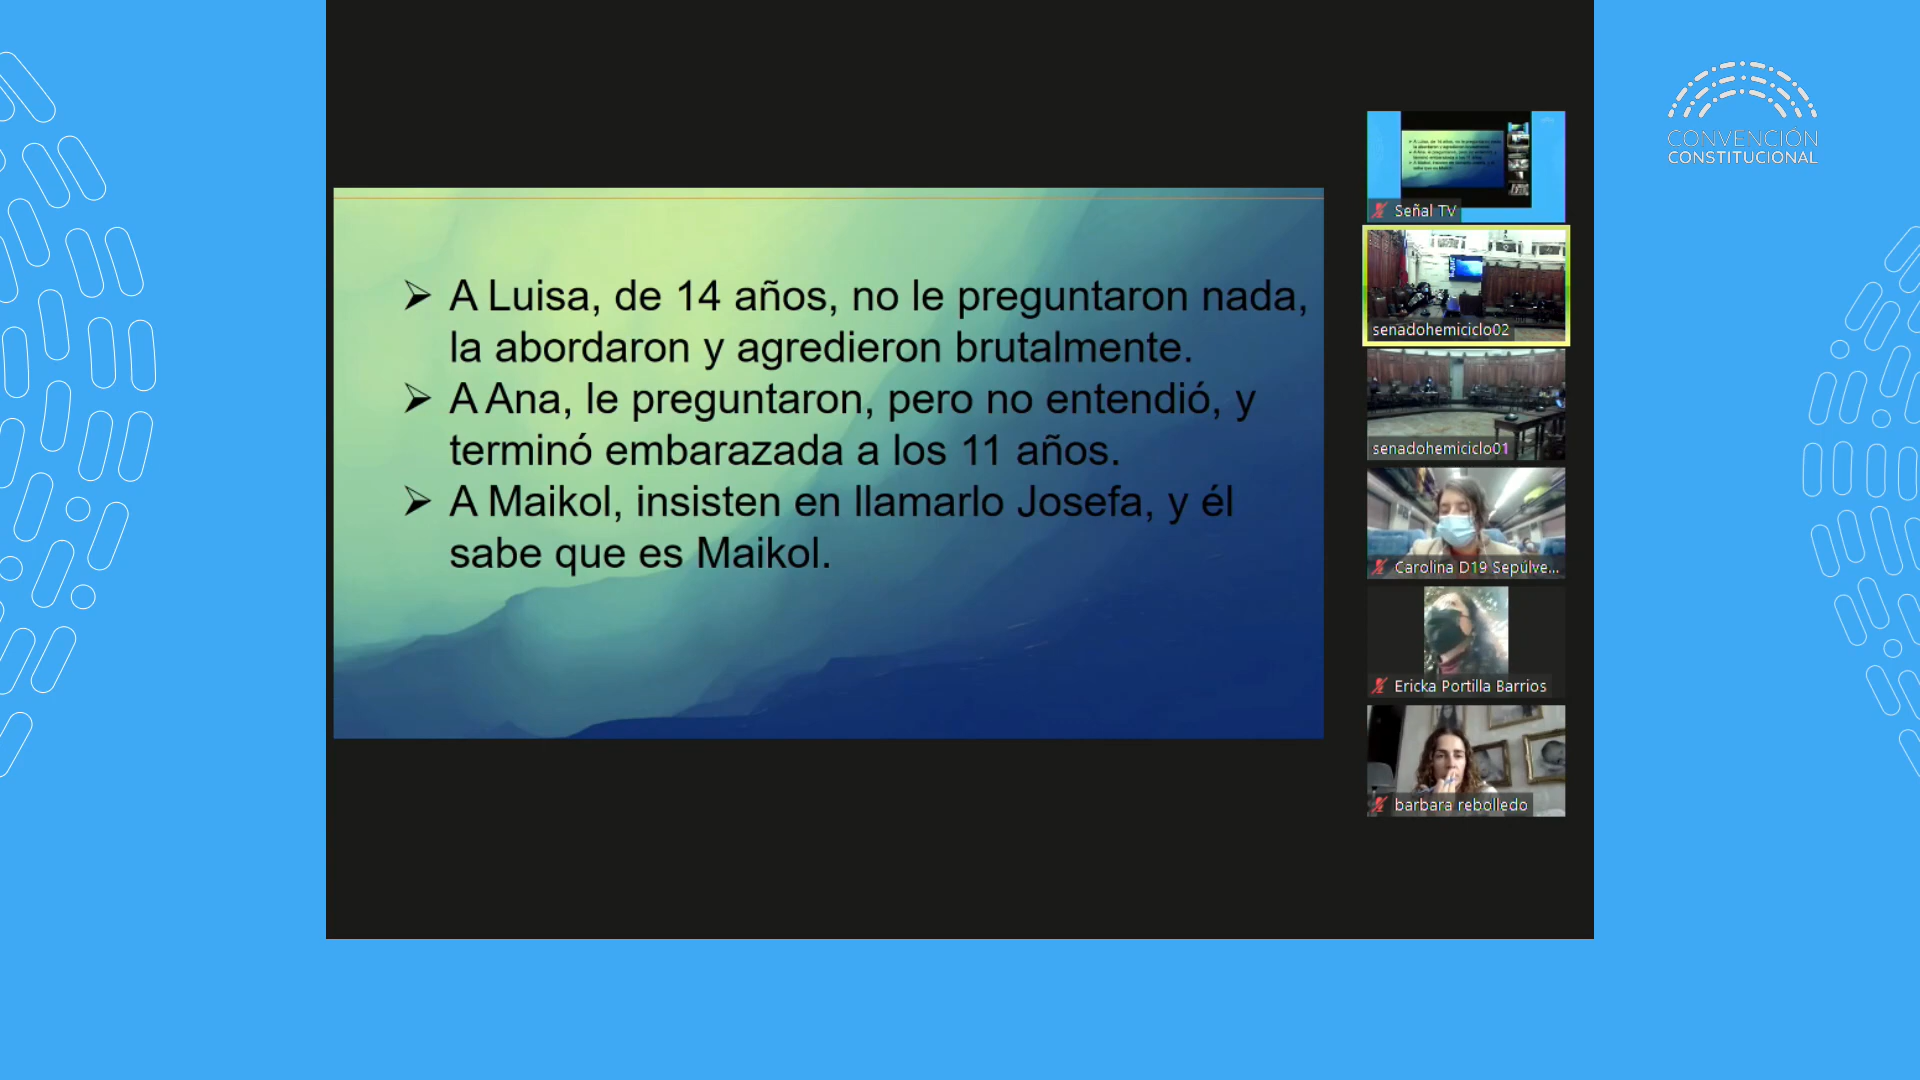 CONVENCIÓN
CONSTITUCIONAL
A Luisa, de 14 años, no le preguntaron nada,
la abordaron y agredieron brutalmente.
A Ana, le preguntaron, pero no entendió, y
terminó embarazada a los 11 años.
A Maikol, insisten en llamarlo Josefa, y él
sabe que es Maikol.
Señal TV
senadohemiciclo02
senadohemiciclo01
Carolina D19 Sepúlve...
Ericka Portilla Barrios
barbara rebolledo